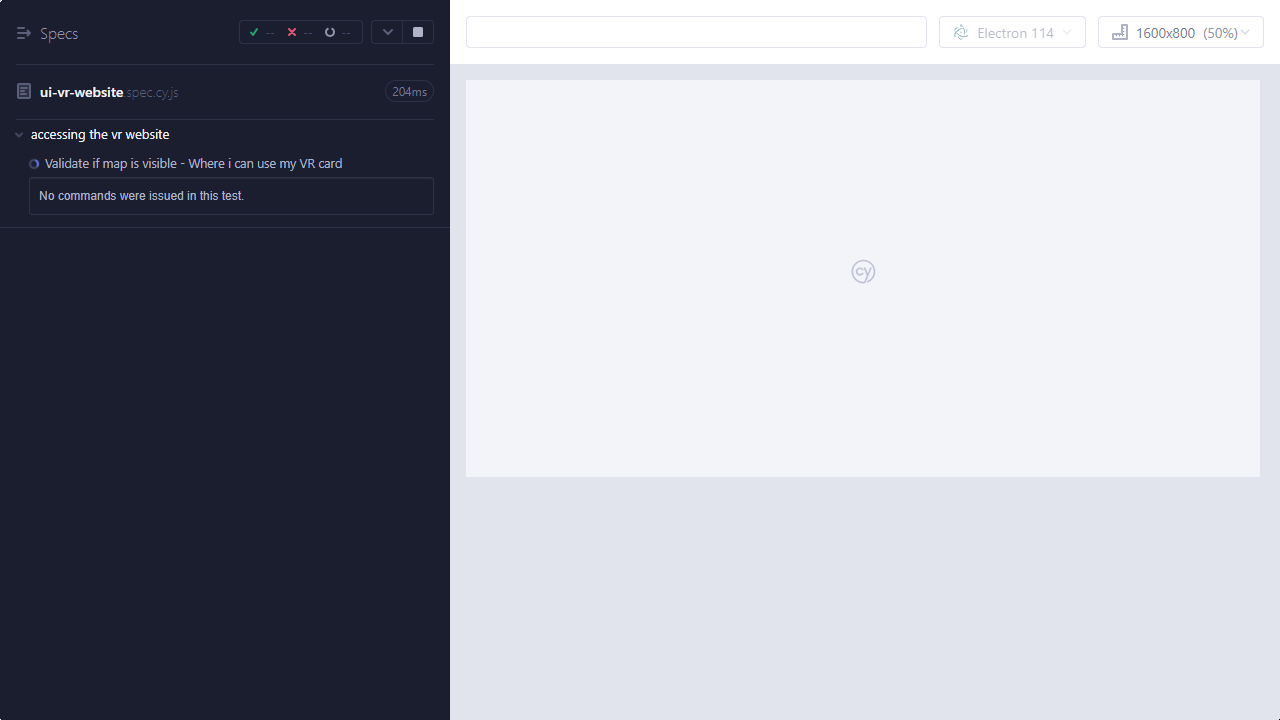 Specs
-- -- --
ui-vr-website.spec.cy.js
204ms
accessing the vr website
Validate if map is visible - Where i can use my VR card
No commands were issued in this test.
Electron 114
1600x800 (50%)
cy